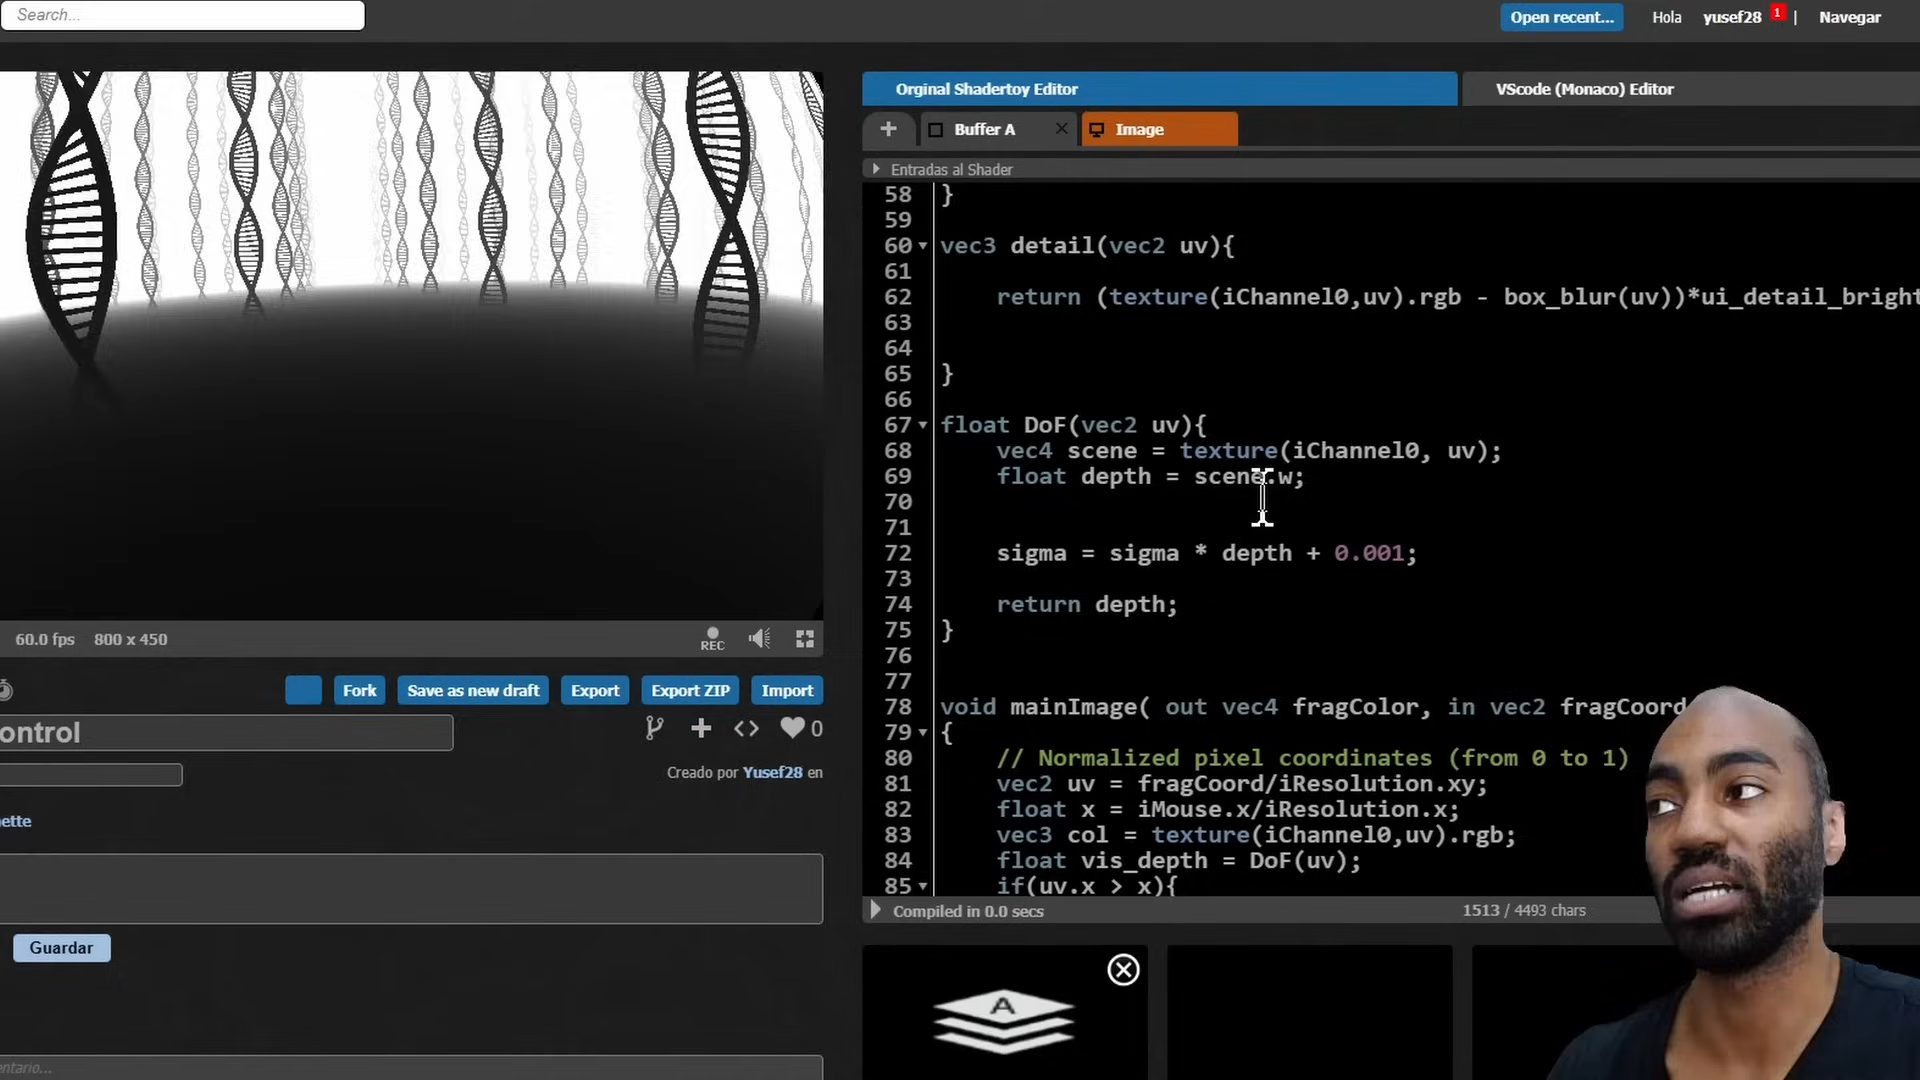 Search...
Open recent...
Hola
yusef28
1
|
Navegar
Orginal Shadertoy Editor
VScode (Monaco) Editor
+
Buffer A
Image
Entradas al Shader
58 }
59
60 vec3 detail(vec2 uv){
61
62 return (texture(iChannel0,uv).rgb - box_blur(uv))*ui_detail_bright
63
64
65 }
66
67 float DoF(vec2 uv){
68 vec4 scene = texture(iChannel0, uv);
69 float depth = scene.w;
70
71
72 sigma = sigma * depth + 0.001;
73
74 return depth;
75 }
76
77
78 void mainImage( out vec4 fragColor, in vec2 fragCoord
79 {
80 // Normalized pixel coordinates (from 0 to 1)
81 vec2 uv = fragCoord/iResolution.xy;
82 float x = iMouse.x/iResolution.x;
83 vec3 col = texture(iChannel0,uv).rgb;
84 float vis_depth = DoF(uv);
85 if(uv.x > x){
Compiled in 0.0 secs
1513 / 4493 chars
A
60.0 fps
800 x 450
REC
Fork
Save as new draft
Export
Export ZIP
Import
ontrol
0
Creado por Yusef28 en
ette
Guardar
entario...